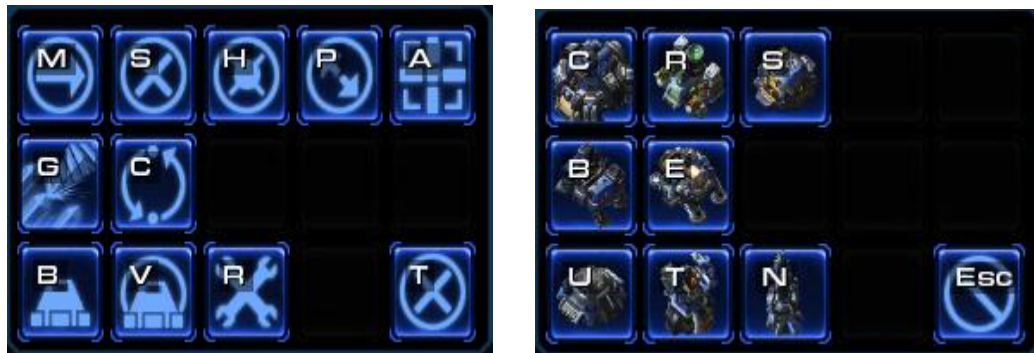 M S H P A
G C
B V R T
C R S
B E
U T N Esc